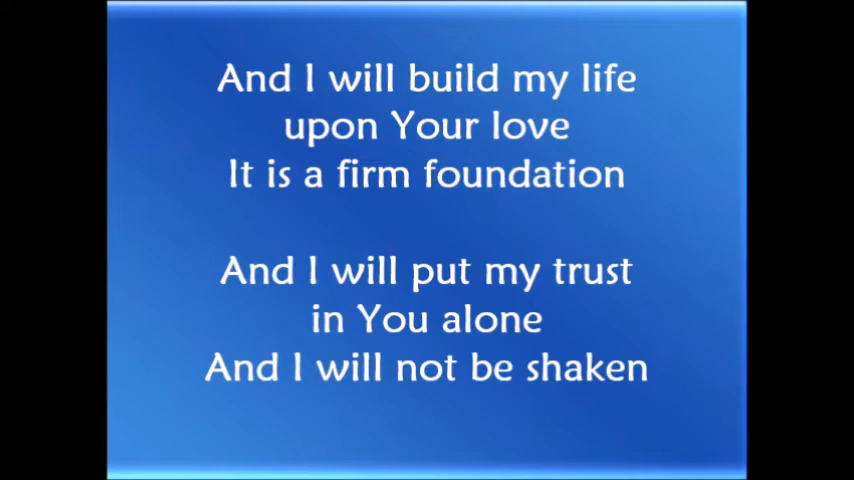 And I will build my life
upon Your love
It is a firm foundation
And I will put my trust
in You alone
And I will not be shaken